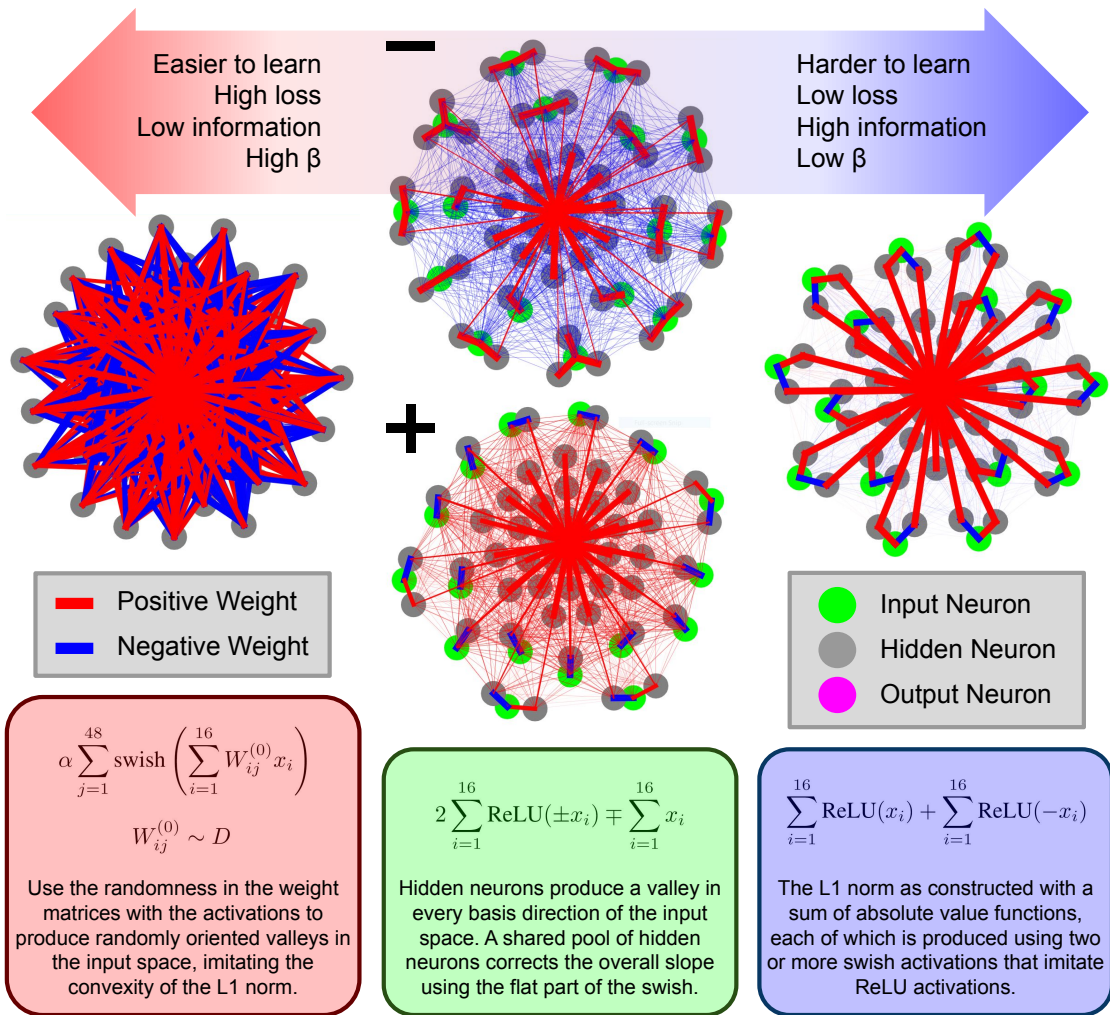 Easier to learn
High loss
Low information
High β
−
Harder to learn
Low loss
High information
Low β
+
Positive Weight
Negative Weight
Input Neuron
Hidden Neuron
Output Neuron
α ∑_{j=1}^{48} swish ( ∑_{i=1}^{16} W_{ij}^{(0)} x_i )
W_{ij}^{(0)} ∼ D
Use the randomness in the weight
matrices with the activations to
produce randomly oriented valleys in
the input space, imitating the
convexity of the L1 norm.
2 ∑_{i=1}^{16} ReLU(±x_i) ∓ ∑_{i=1}^{16} x_i
Hidden neurons produce a valley in
every basis direction of the input
space. A shared pool of hidden
neurons corrects the overall slope
using the flat part of the swish.
∑_{i=1}^{16} ReLU(x_i) + ∑_{i=1}^{16} ReLU(−x_i)
The L1 norm as constructed with a
sum of absolute value functions,
each of which is produced using two
or more swish activations that imitate
ReLU activations.